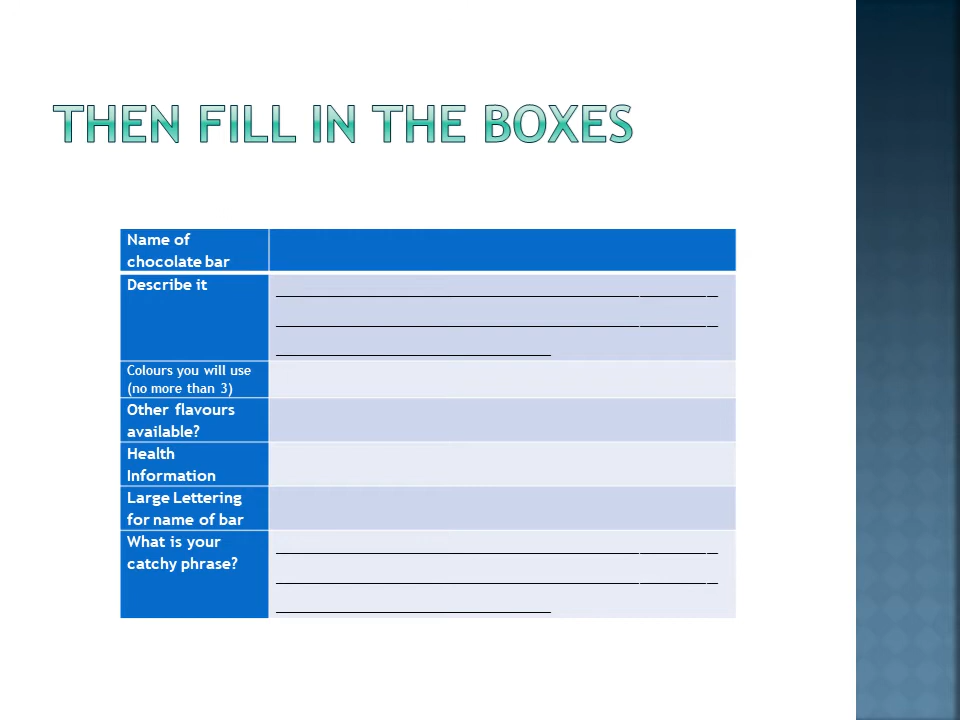 THEN FILL IN THE BOXES
Name of
chocolate bar
Describe it
Colours you will use
(no more than 3)
Other flavours
available?
Health
Information
Large Lettering
for name of bar
What is your
catchy phrase?